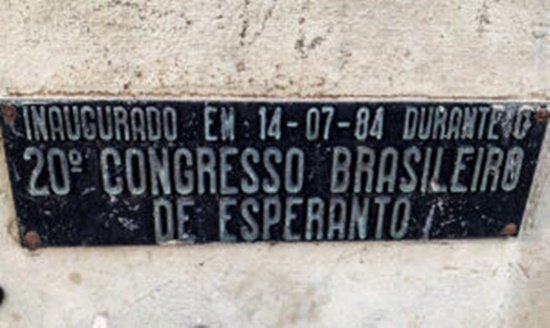 INAUGURADO EM 14-07-84 DURANTE O
20º CONGRESSO BRASILEIRO
DE ESPERANTO